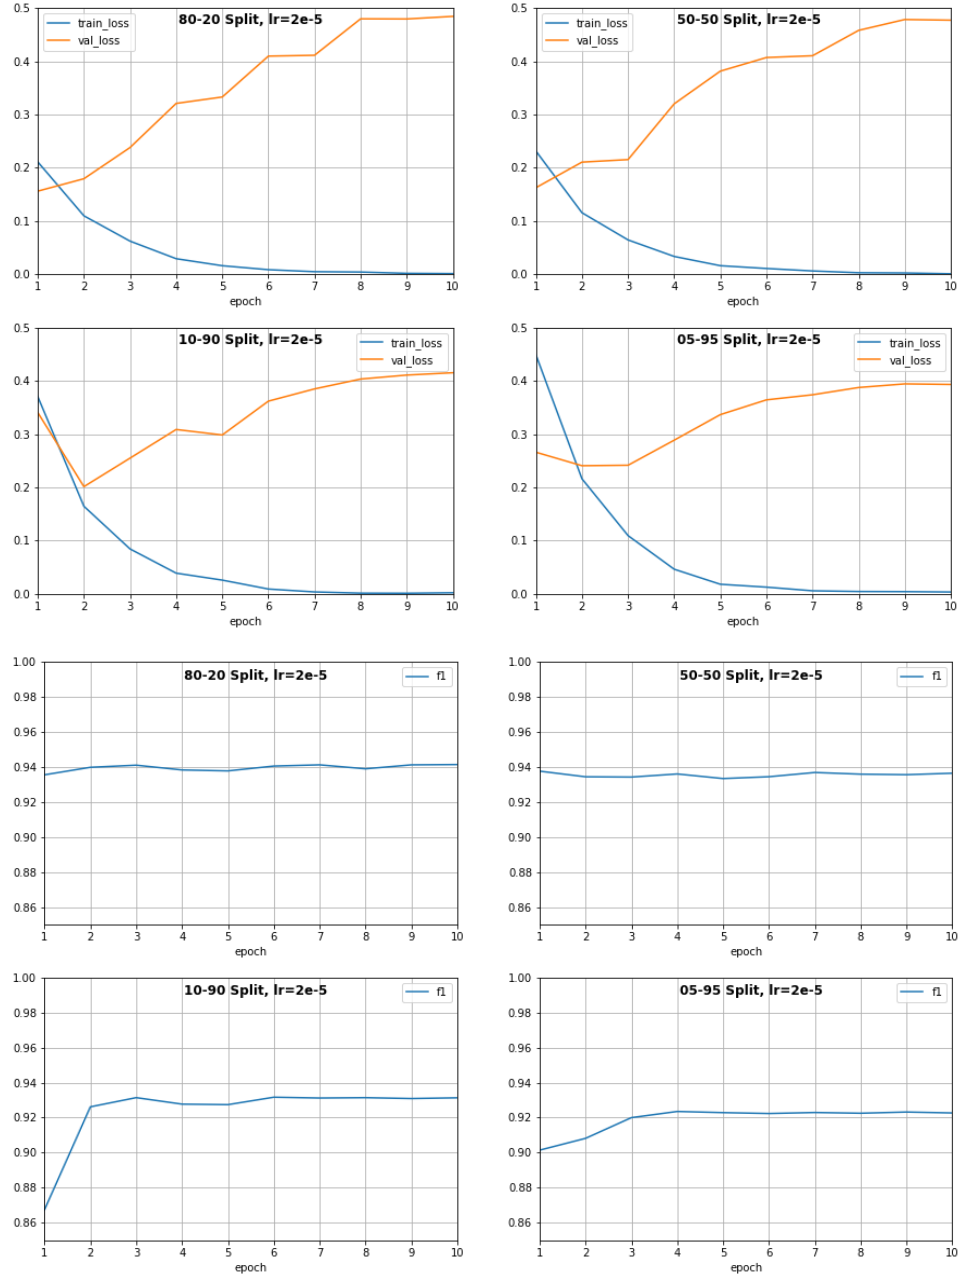 80-20 Split, lr=2e-5
train_loss
val_loss
0.5
0.4
0.3
0.2
0.1
0.0
1 2 3 4 5 6 7 8 9 10
epoch
50-50 Split, lr=2e-5
train_loss
val_loss
0.5
0.4
0.3
0.2
0.1
0.0
1 2 3 4 5 6 7 8 9 10
epoch
10-90 Split, lr=2e-5
train_loss
val_loss
0.5
0.4
0.3
0.2
0.1
0.0
1 2 3 4 5 6 7 8 9 10
epoch
05-95 Split, lr=2e-5
train_loss
val_loss
0.5
0.4
0.3
0.2
0.1
0.0
1 2 3 4 5 6 7 8 9 10
epoch
80-20 Split, lr=2e-5
f1
1.00
0.98
0.96
0.94
0.92
0.90
0.88
0.86
1 2 3 4 5 6 7 8 9 10
epoch
50-50 Split, lr=2e-5
f1
1.00
0.98
0.96
0.94
0.92
0.90
0.88
0.86
1 2 3 4 5 6 7 8 9 10
epoch
10-90 Split, lr=2e-5
f1
1.00
0.98
0.96
0.94
0.92
0.90
0.88
0.86
1 2 3 4 5 6 7 8 9 10
epoch
05-95 Split, lr=2e-5
f1
1.00
0.98
0.96
0.94
0.92
0.90
0.88
0.86
1 2 3 4 5 6 7 8 9 10
epoch